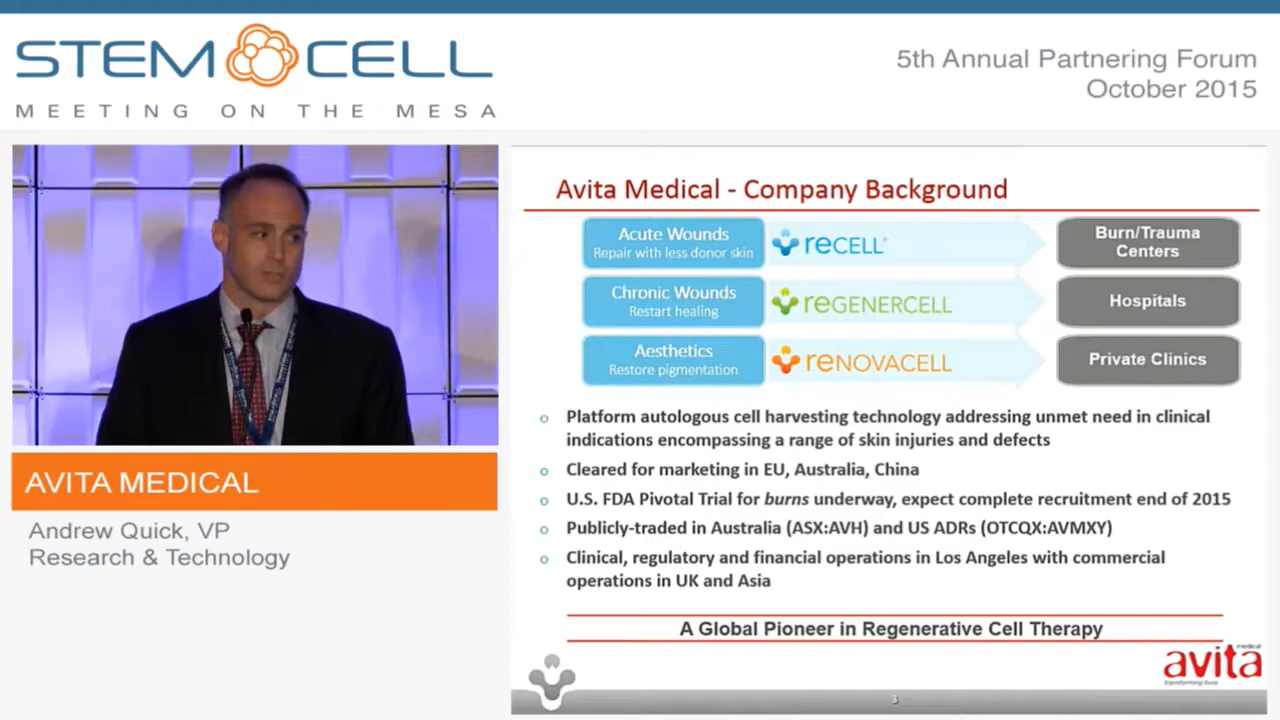 STEM CELL
MEETING ON THE MESA
5th Annual Partnering Forum
October 2015
AVITA MEDICAL
Andrew Quick, VP
Research & Technology
Avita Medical - Company Background
Acute Wounds
Repair with less donor skin
reCELL®
Burn/Trauma
Centers
Chronic Wounds
Restart healing
reGENERCELL
Hospitals
Aesthetics
Restore pigmentation
reNOVACELL
Private Clinics
o Platform autologous cell harvesting technology addressing unmet need in clinical
indications encompassing a range of skin injuries and defects
o Cleared for marketing in EU, Australia, China
o U.S. FDA Pivotal Trial for burns underway, expect complete recruitment end of 2015
o Publicly-traded in Australia (ASX:AVH) and US ADRs (OTCQX:AVMXY)
o Clinical, regulatory and financial operations in Los Angeles with commercial
operations in UK and Asia
A Global Pioneer in Regenerative Cell Therapy
avita medical
transforming lives
3